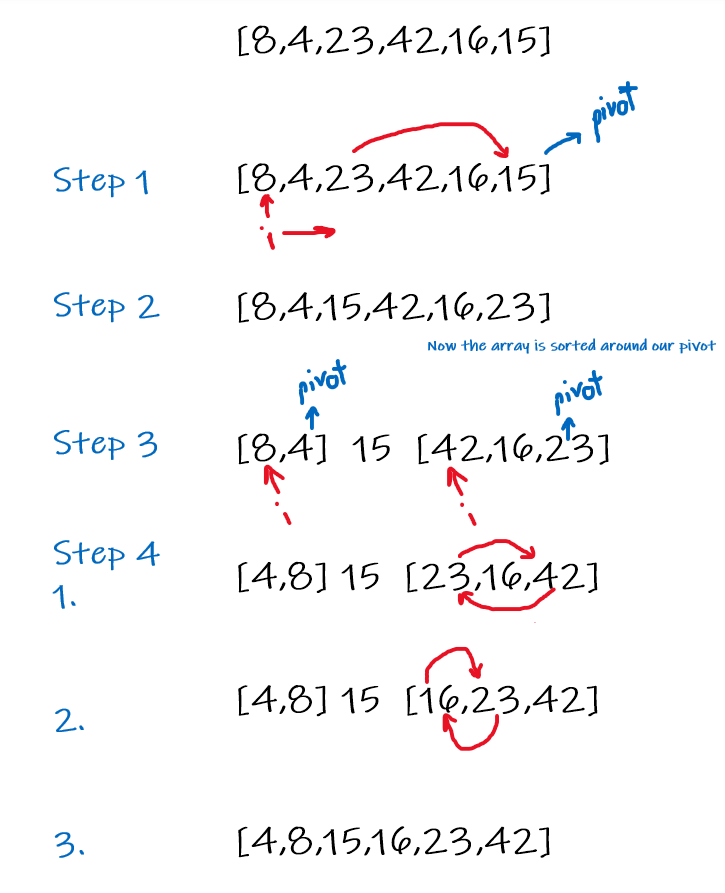 [8,4,23,42,16,15]
pivot
Step 1 [8,4,23,42,16,15]
i
Step 2 [8,4,15,42,16,23]
Now the array is sorted around our pivot
pivot pivot
Step 3 [8,4] 15 [42,16,23]
i i
Step 4
1. [4,8] 15 [23,16,42]
2. [4,8] 15 [16,23,42]
3. [4,8,15,16,23,42]